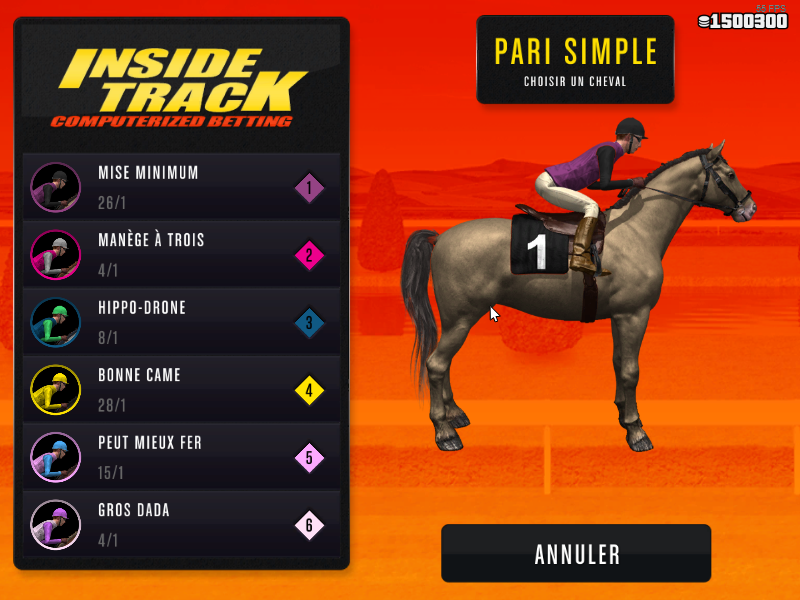 55 FPS
1500300
INSIDE
TRACK
COMPUTERIZED BETTING
PARI SIMPLE
CHOISIR UN CHEVAL
MISE MINIMUM
26/1
1
MANÈGE À TROIS
4/1
2
HIPPO-DRONE
8/1
3
BONNE CAME
28/1
4
PEUT MIEUX FER
15/1
5
GROS DADA
4/1
6
1
ANNULER